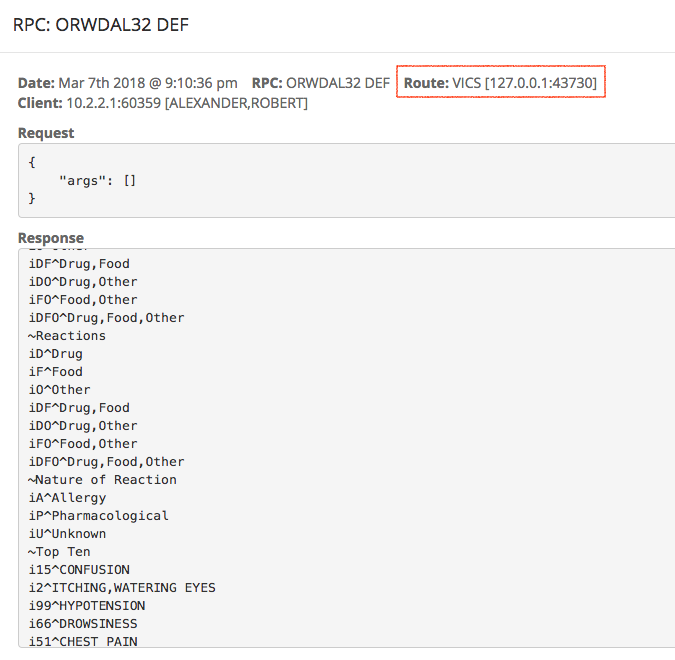 RPC: ORWDAL32 DEF
Date: Mar 7th 2018 @ 9:10:36 pm RPC: ORWDAL32 DEF Route: VICS [127.0.0.1:43730]
Client: 10.2.2.1:60359 [ALEXANDER,ROBERT]
Request
{
"args": []
}
Response
iDF^Drug,Food
iDO^Drug,Other
iFO^Food,Other
iDFO^Drug,Food,Other
~Reactions
iD^Drug
iF^Food
iO^Other
iDF^Drug,Food
iDO^Drug,Other
iFO^Food,Other
iDFO^Drug,Food,Other
~Nature of Reaction
iA^Allergy
iP^Pharmacological
iU^Unknown
~Top Ten
i15^CONFUSION
i2^ITCHING,WATERING EYES
i99^HYPOTENSION
i66^DROWSINESS
i51^CHEST PAIN